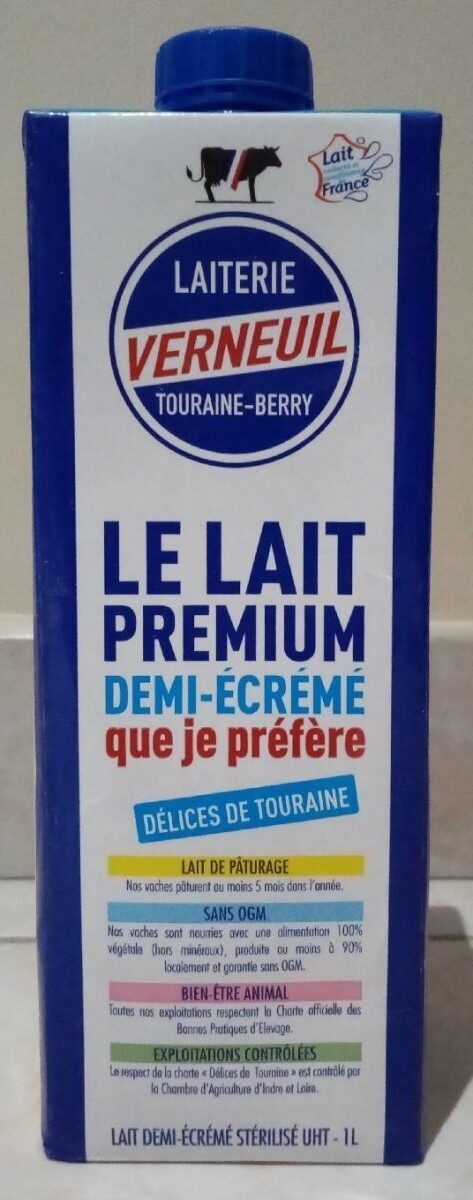 Lait
collecté et
conditionné en
France
LAITERIE
VERNEUIL
TOURAINE-BERRY
LE LAIT
PREMIUM
DEMI-ÉCRÉMÉ
que je préfère
DÉLICES DE TOURAINE
LAIT DE PÂTURAGE
Nos vaches pâturent au moins 5 mois dans l'année.
SANS OGM
Nos vaches sont nourries avec une alimentation 100%
végétale (hors minéraux), produite au moins à 90%
localement et garantie sans OGM.
BIEN-ÊTRE ANIMAL
Toutes nos exploitations respectent la Charte officielle des
Bonnes Pratiques d'Elevage.
EXPLOITATIONS CONTRÔLÉES
Le respect de la charte « Délices de Touraine » est contrôlé par
la Chambre d'Agriculture d'Indre et Loire.
LAIT DEMI-ÉCRÉMÉ STÉRILISÉ UHT - 1L